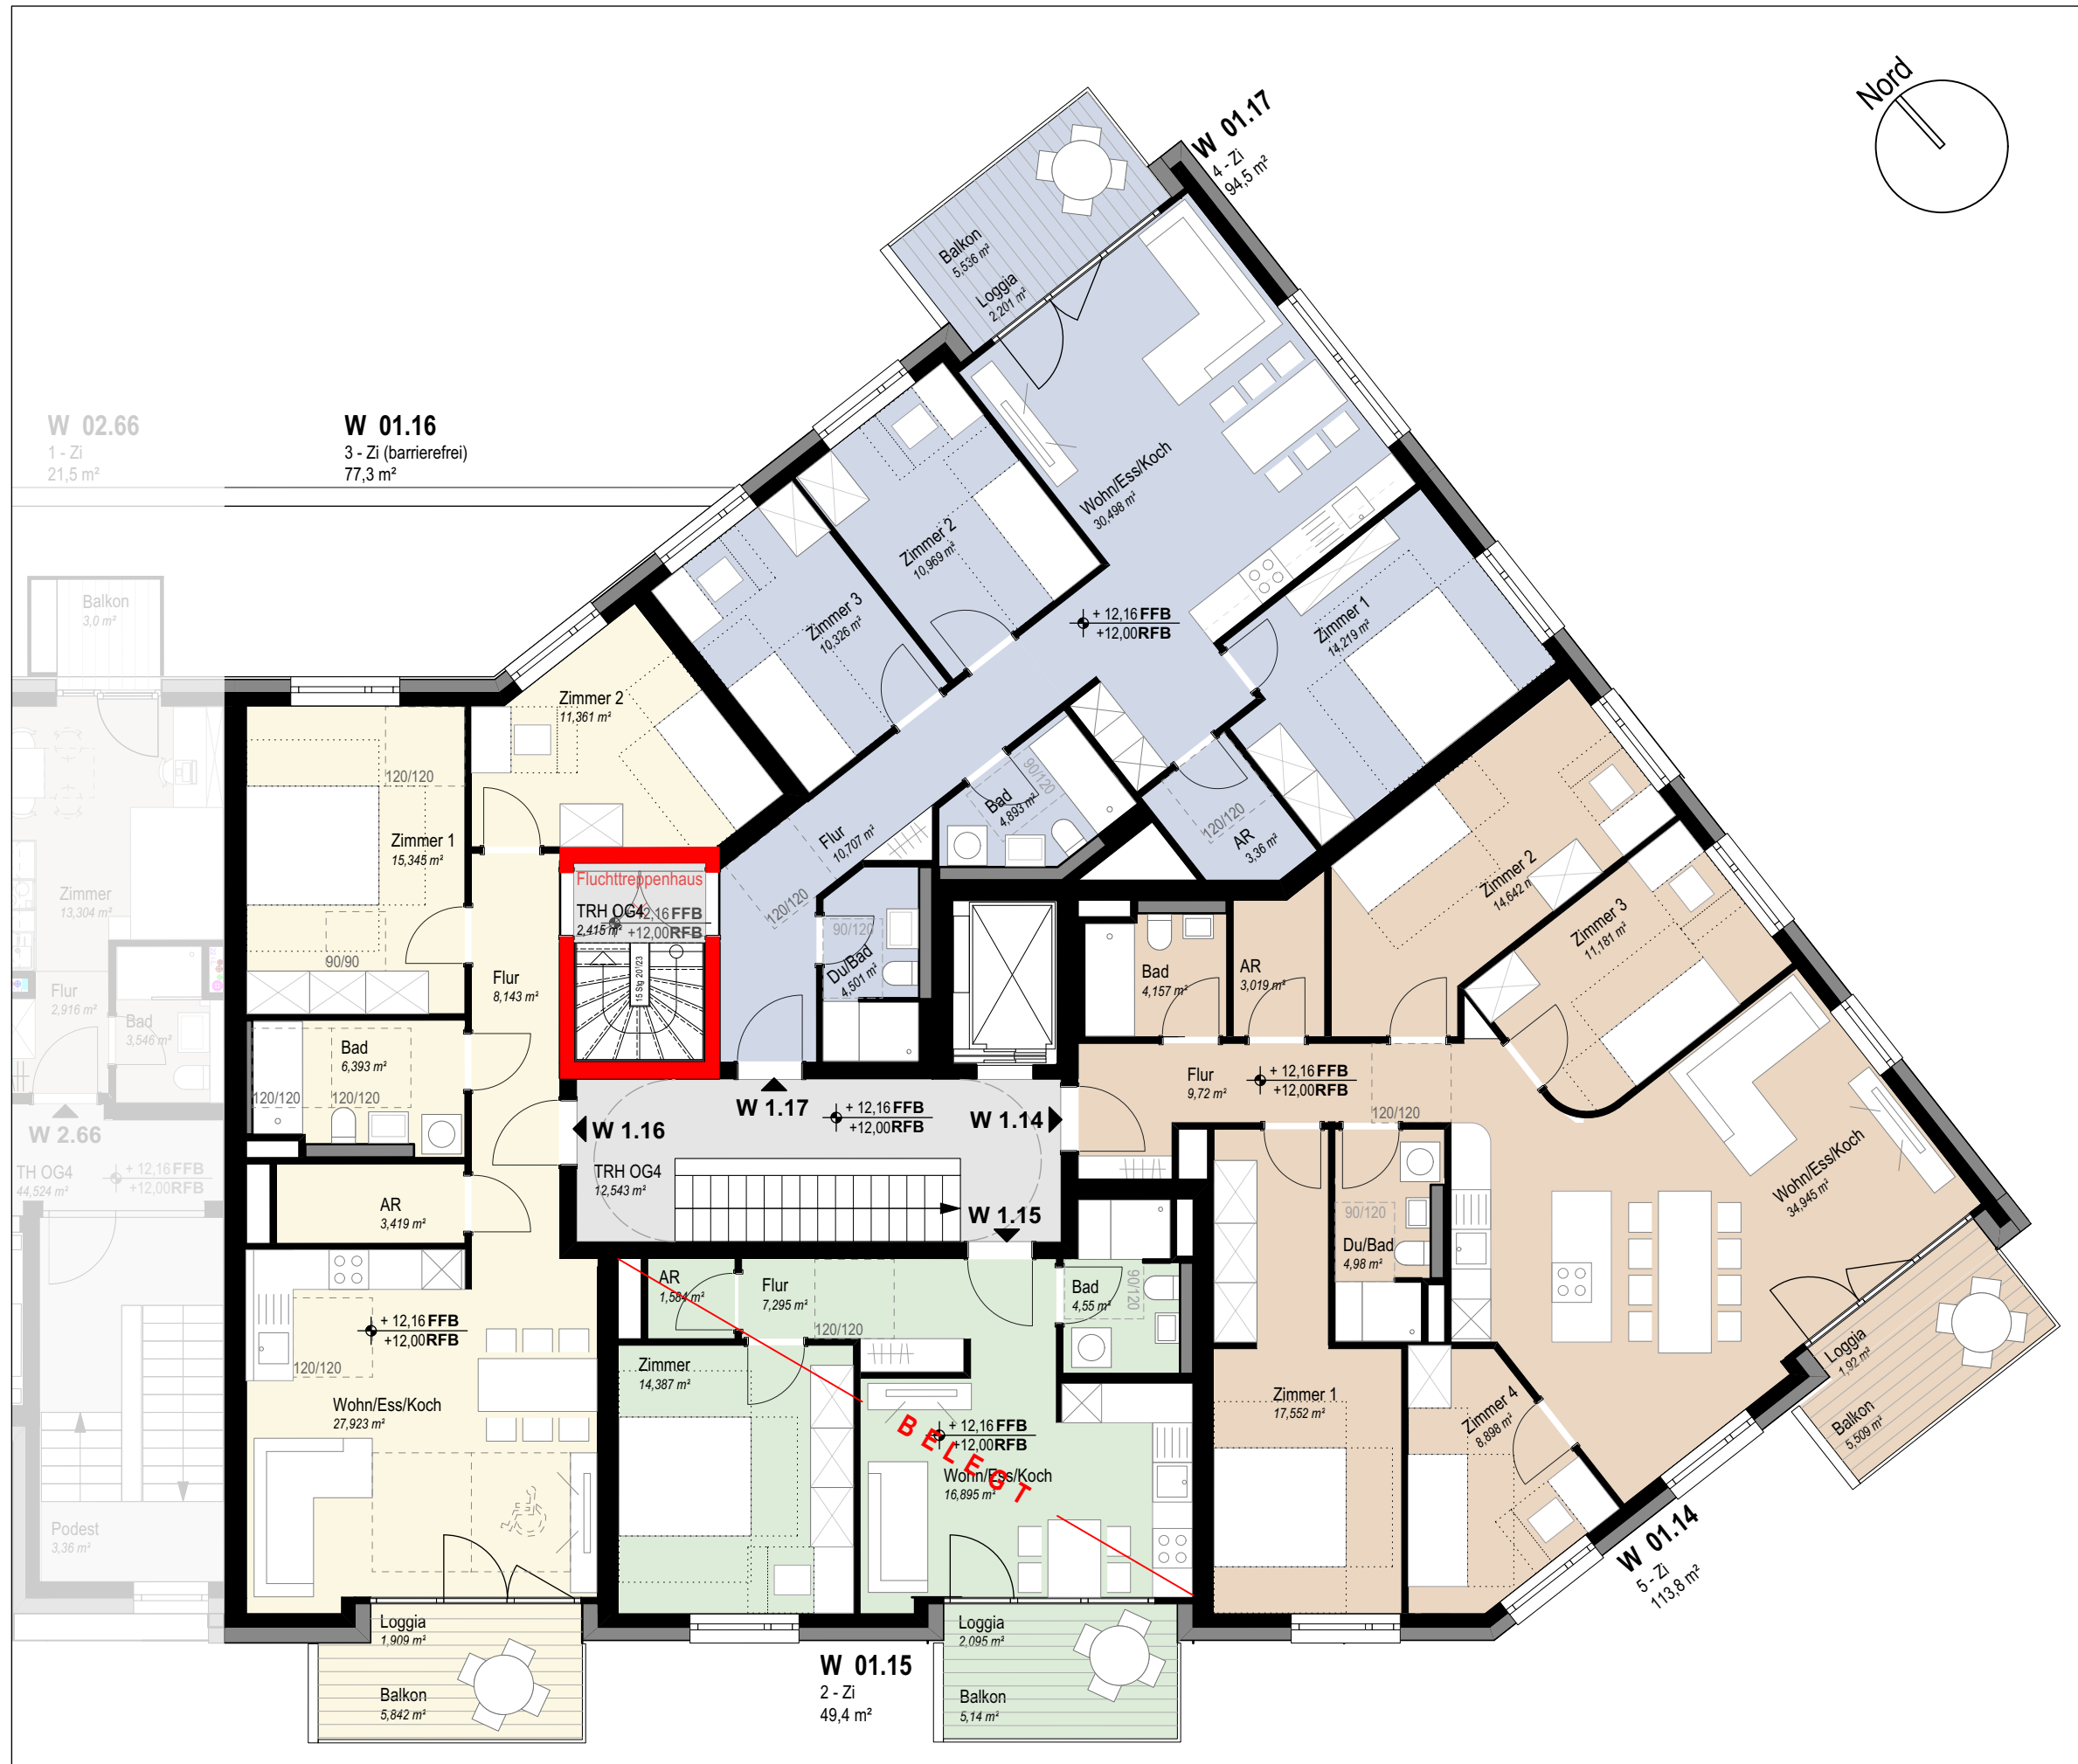 Nord
W 01.17
4 - Zi
94,5 m²
Balkon
5,536 m²
Loggia
2,201 m²
Wohn/Ess/Koch
30,498 m²
Zimmer 2
10,969 m²
Zimmer 3
10,326 m²
Zimmer 1
14,219 m²
+ 12,16 FFB
+12,00 RFB
Bad
4,893 m²
90/120
AR
3,36 m²
120/120
Flur
10,707 m²
120/120
Du/Bad
4,501 m²
90/120
W 02.66
1 - Zi
21,5 m²
W 01.16
3 - Zi (barrierefrei)
77,3 m²
Balkon
3,0 m²
Zimmer
13,304 m²
Flur
2,916 m²
Bad
3,546 m²
W 2.66
TH OG4
44,524 m²
+ 12,16 FFB
+12,00 RFB
Podest
3,36 m²
Zimmer 2
11,361 m²
120/120
Zimmer 1
15,345 m²
90/90
Flur
8,143 m²
Bad
6,393 m²
120/120
120/120
AR
3,419 m²
+ 12,16 FFB
+12,00 RFB
120/120
Wohn/Ess/Koch
27,923 m²
Loggia
1,909 m²
Balkon
5,842 m²
Fluchttreppenhaus
TRH OG4
2,415 m²
12,16 FFB
+12,00 RFB
15 Stg 20/23
W 1.17
W 1.16
W 1.14
W 1.15
+ 12,16 FFB
+12,00 RFB
TRH OG4
12,543 m²
AR
1,584 m²
Flur
7,295 m²
120/120
Bad
4,55 m²
90/120
Zimmer
14,387 m²
+ 12,16 FFB
+12,00 RFB
BELEGT
Wohn/Ess/Koch
16,895 m²
Loggia
2,095 m²
Balkon
5,14 m²
W 01.15
2 - Zi
49,4 m²
Bad
4,157 m²
AR
3,019 m²
Zimmer 2
14,642
Zimmer 3
11,181 m²
Flur
9,72 m²
+ 12,16 FFB
+12,00 RFB
120/120
90/120
Du/Bad
4,98 m²
Wohn/Ess/Koch
34,945 m²
Zimmer 1
17,552 m²
Zimmer 4
8,898 m²
Loggia
1,92 m²
Balkon
5,509 m²
W 01.14
5 - Zi
113,8 m²